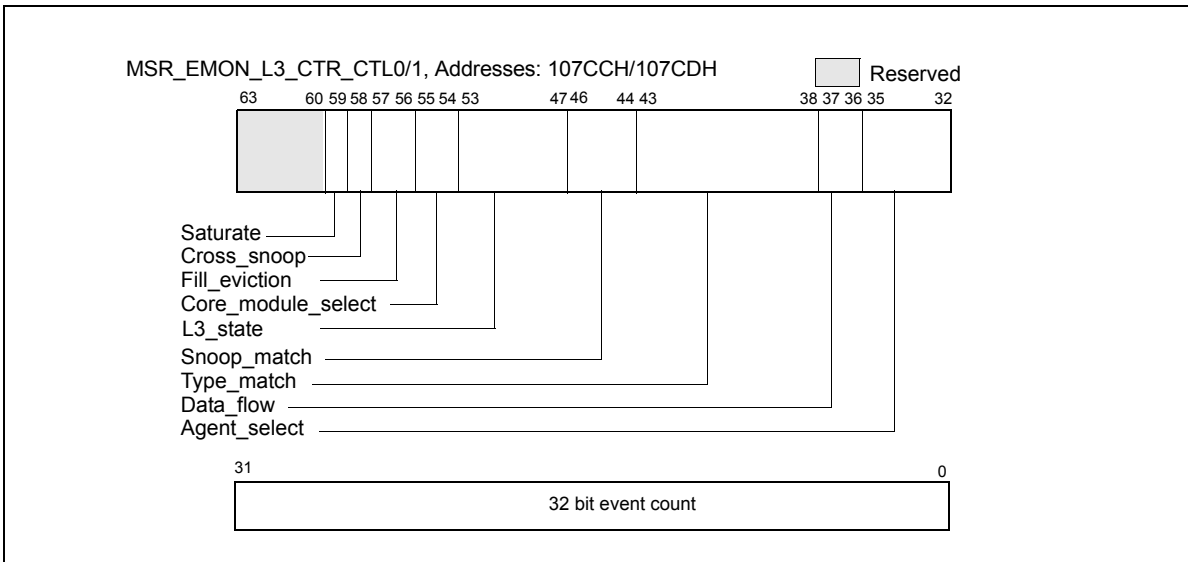 MSR_EMON_L3_CTR_CTL0/1, Addresses: 107CCH/107CDH
Reserved
63 60 59 58 57 56 55 54 53 47 46 44 43 38 37 36 35 32
Saturate
Cross_snoop
Fill_eviction
Core_module_select
L3_state
Snoop_match
Type_match
Data_flow
Agent_select
31 0
32 bit event count